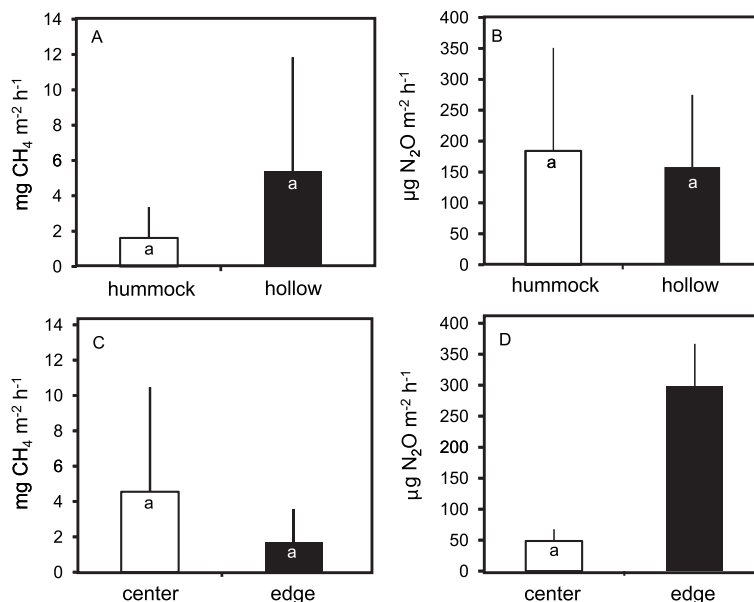 A
mg CH₄ m⁻² h⁻¹
14
12
10
8
6
4
2
0
a
a
hummock hollow
B
µg N₂O m⁻² h⁻¹
400
350
300
250
200
150
100
50
0
a
a
hummock hollow
C
mg CH₄ m⁻² h⁻¹
14
12
10
8
6
4
2
0
a
a
center edge
D
µg N₂O m⁻² h⁻¹
400
350
300
250
200
150
100
50
0
a
center edge